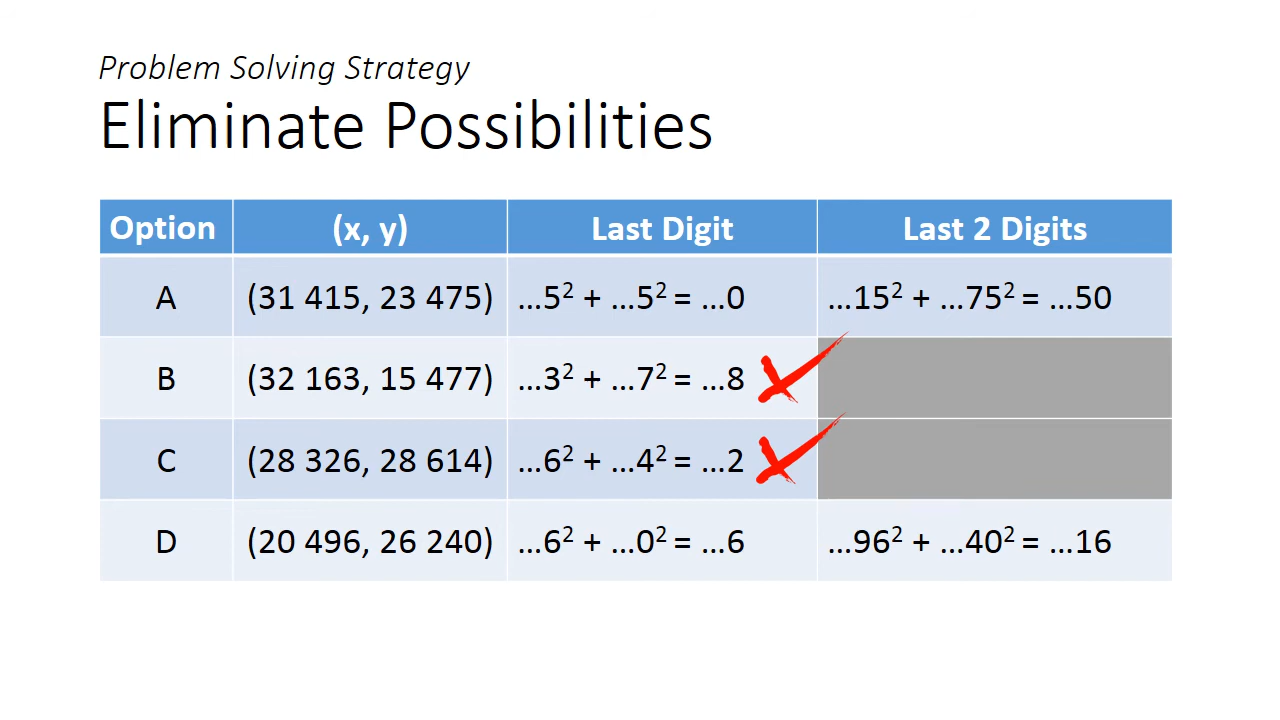 Problem Solving Strategy
Eliminate Possibilities
Option (x, y) Last Digit Last 2 Digits
A (31 415, 23 475) ...5² + ...5² = ...0 ...15² + ...75² = ...50
B (32 163, 15 477) ...3² + ...7² = ...8
C (28 326, 28 614) ...6² + ...4² = ...2
D (20 496, 26 240) ...6² + ...0² = ...6 ...96² + ...40² = ...16